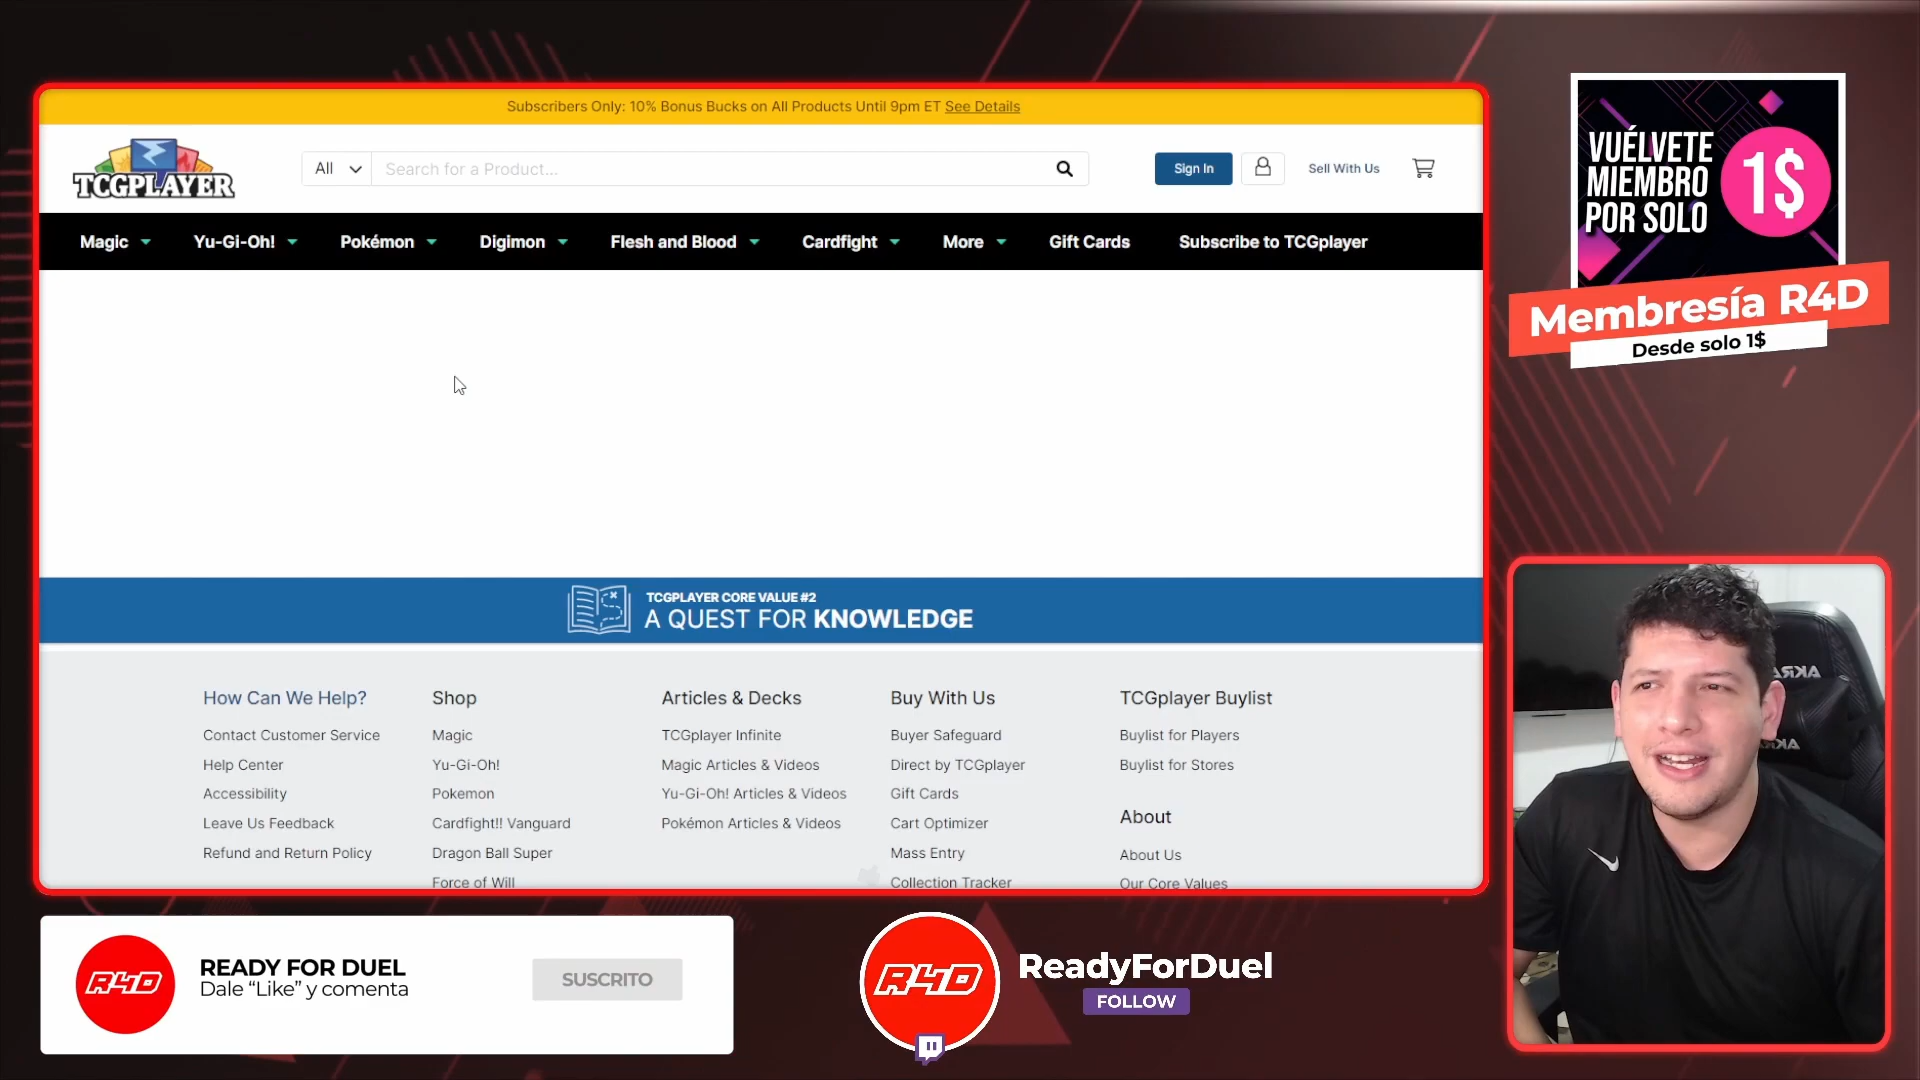 Subscribers Only: 10% Bonus Bucks on All Products Until 9pm ET See Details
TCGPLAYER
All
Search for a Product...
Sign In
Sell With Us
Magic
Yu-Gi-Oh!
Pokémon
Digimon
Flesh and Blood
Cardfight
More
Gift Cards
Subscribe to TCGplayer
TCGPLAYER CORE VALUE #2
A QUEST FOR KNOWLEDGE
How Can We Help?
Contact Customer Service
Help Center
Accessibility
Leave Us Feedback
Refund and Return Policy
Shop
Magic
Yu-Gi-Oh!
Pokemon
Cardfight!! Vanguard
Dragon Ball Super
Force of Will
Articles & Decks
TCGplayer Infinite
Magic Articles & Videos
Yu-Gi-Oh! Articles & Videos
Pokémon Articles & Videos
Buy With Us
Buyer Safeguard
Direct by TCGplayer
Gift Cards
Cart Optimizer
Mass Entry
Collection Tracker
TCGplayer Buylist
Buylist for Players
Buylist for Stores
About
About Us
Our Core Values
VUÉLVETE
MIEMBRO
POR SOLO
1$
Membresía R4D
Desde solo 1$
AKRA
AKRA
R4D
READY FOR DUEL
Dale “Like” y comenta
SUSCRITO
R4D
ReadyForDuel
FOLLOW